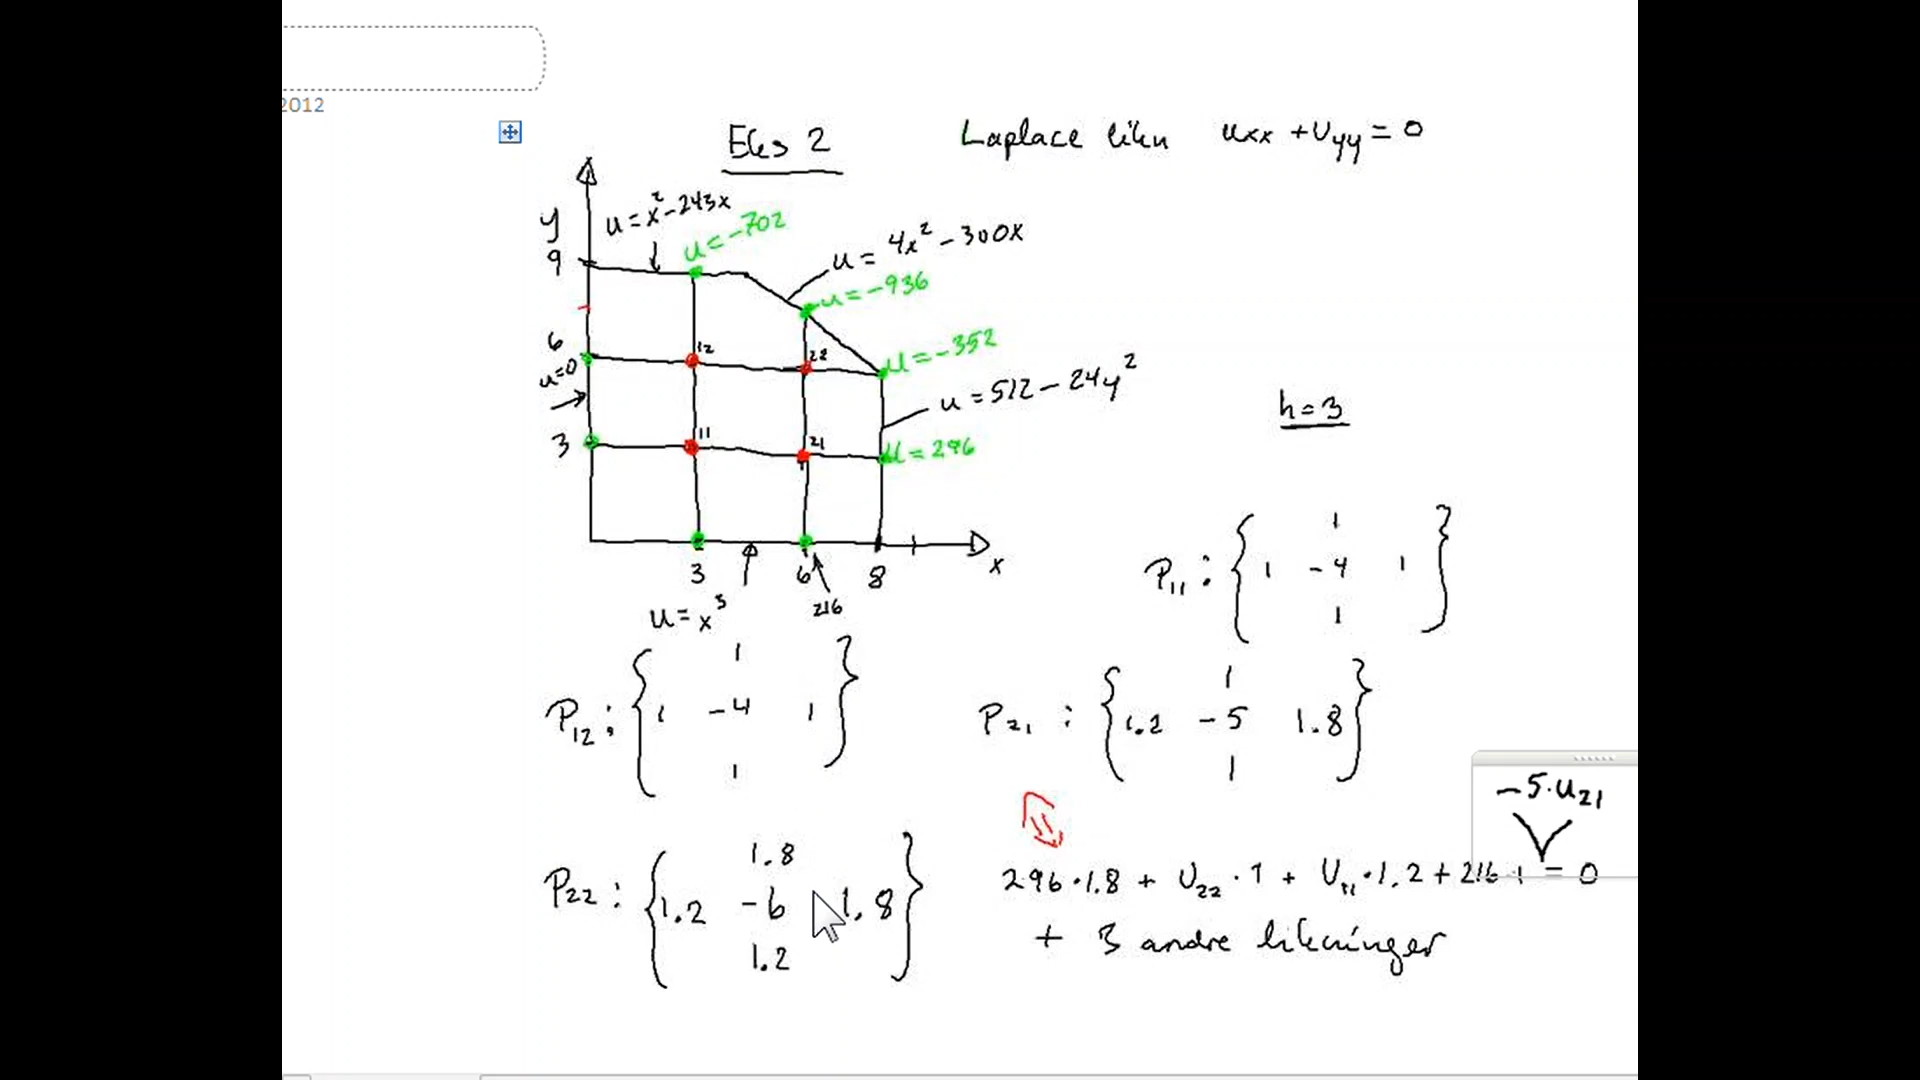 2012
Eks 2
Laplace likn uxx + uyy = 0
y
u = x² - 243x
u = -702
u = 4x² - 300x
9
u = -936
6
12
22
u = -352
u=0
u = 512 - 24y²
h = 3
3
11
21
u = 296
3
6
8
x
u = x³
216
P11 : { 1
1 -4 1
1 }
P12 : { 1
1 -4 1
1 }
P21 : { 1
1.2 -5 1.8
1 }
-5·u21
P22 : { 1.8
1.2 -6 1.8
1.2 }
296·1.8 + U22·1 + U11·1.2 + 216·1 = 0
+ 3 andre likninger